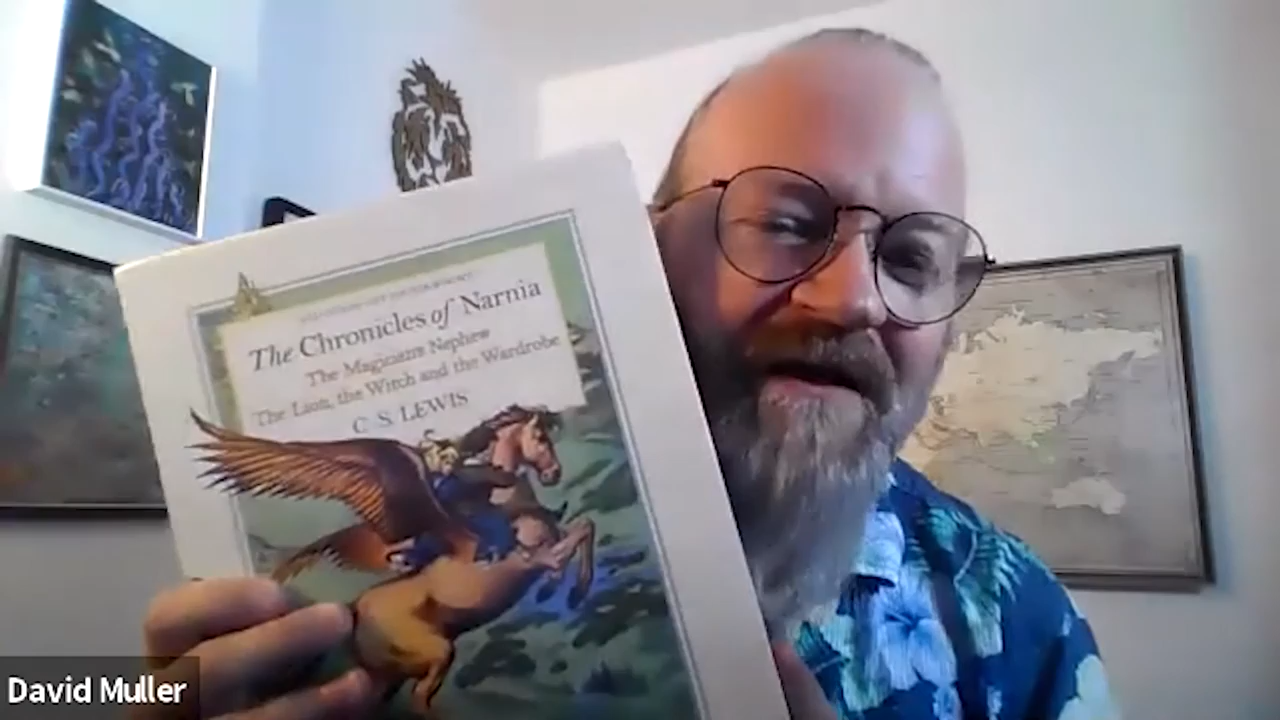 The Chronicles of Narnia
The Magician's Nephew
The Lion, the Witch and the Wardrobe
C. S. LEWIS
David Muller